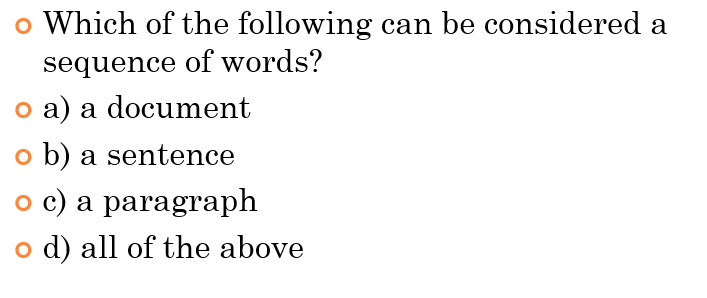 Which of the following can be considered a
sequence of words?
a) a document
b) a sentence
c) a paragraph
d) all of the above